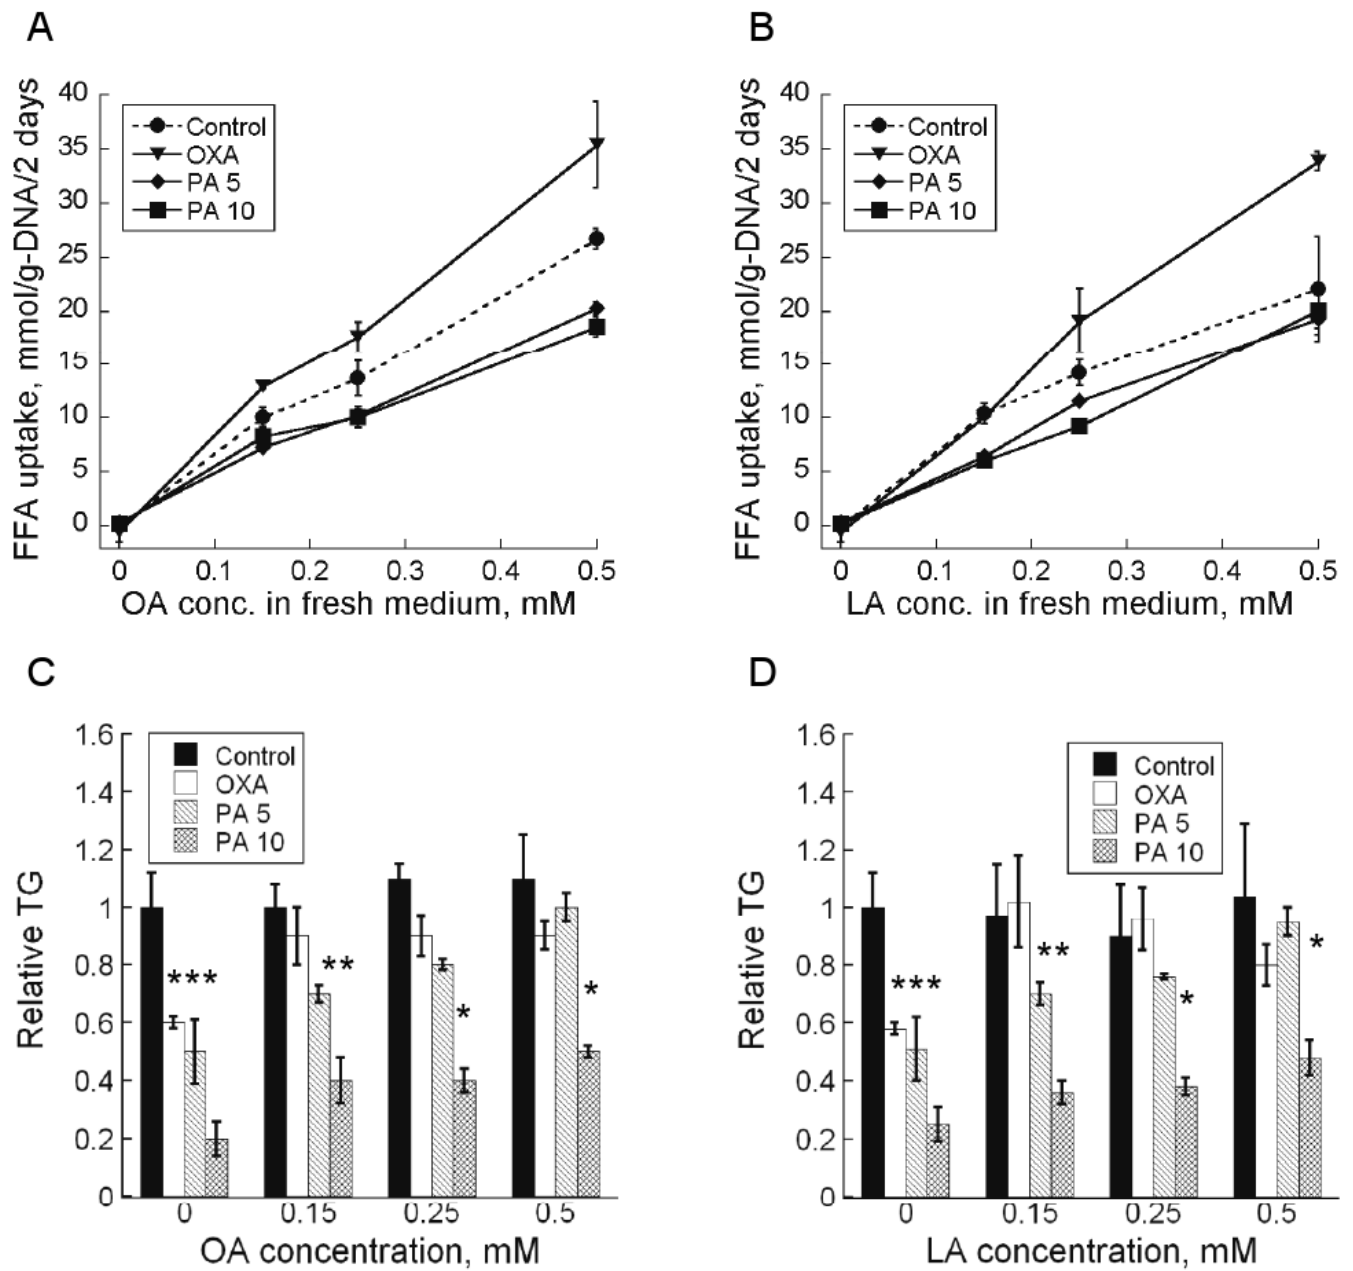 A
FFA uptake, mmol/g-DNA/2 days
40
35
30
25
20
15
10
5
0
Control
OXA
PA 5
PA 10
0 0.1 0.2 0.3 0.4 0.5
OA conc. in fresh medium, mM
B
FFA uptake, mmol/g-DNA/2 days
40
35
30
25
20
15
10
5
0
Control
OXA
PA 5
PA 10
0 0.1 0.2 0.3 0.4 0.5
LA conc. in fresh medium, mM
C
Relative TG
1.6
1.4
1.2
1
0.8
0.6
0.4
0.2
0
Control
OXA
PA 5
PA 10
***
**
*
*
0 0.15 0.25 0.5
OA concentration, mM
D
Relative TG
1.6
1.4
1.2
1
0.8
0.6
0.4
0.2
0
Control
OXA
PA 5
PA 10
***
**
*
*
0 0.15 0.25 0.5
LA concentration, mM